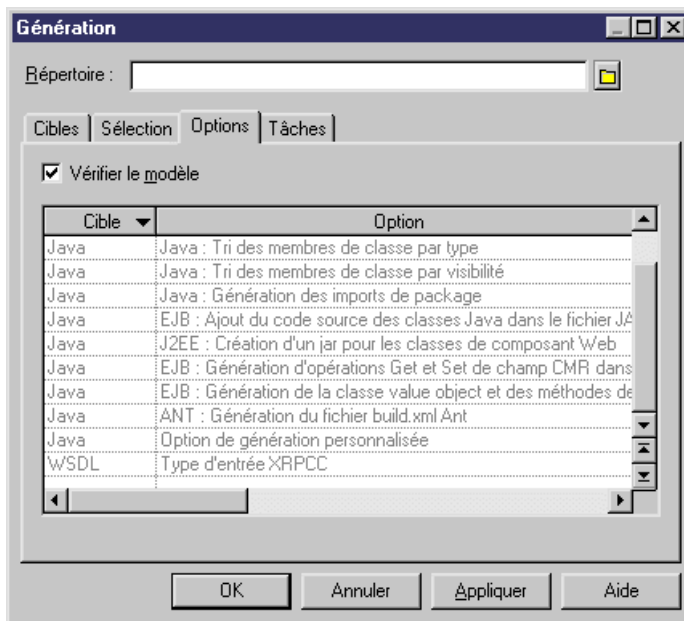 Génération
Répertoire :
Cibles Sélection Options Tâches
Vérifier le modèle
Cible Option
Java Java : Tri des membres de classe par type
Java Java : Tri des membres de classe par visibilité
Java Java : Génération des imports de package
Java EJB : Ajout du code source des classes Java dans le fichier JA
Java J2EE : Création d'un jar pour les classes de composant Web
Java EJB : Génération d'opérations Get et Set de champ CMR dans
Java EJB : Génération de la classe value object et des méthodes de
Java ANT : Génération du fichier build.xml Ant
Java Option de génération personnalisée
WSDL Type d'entrée XRPCC
OK Annuler Appliquer Aide